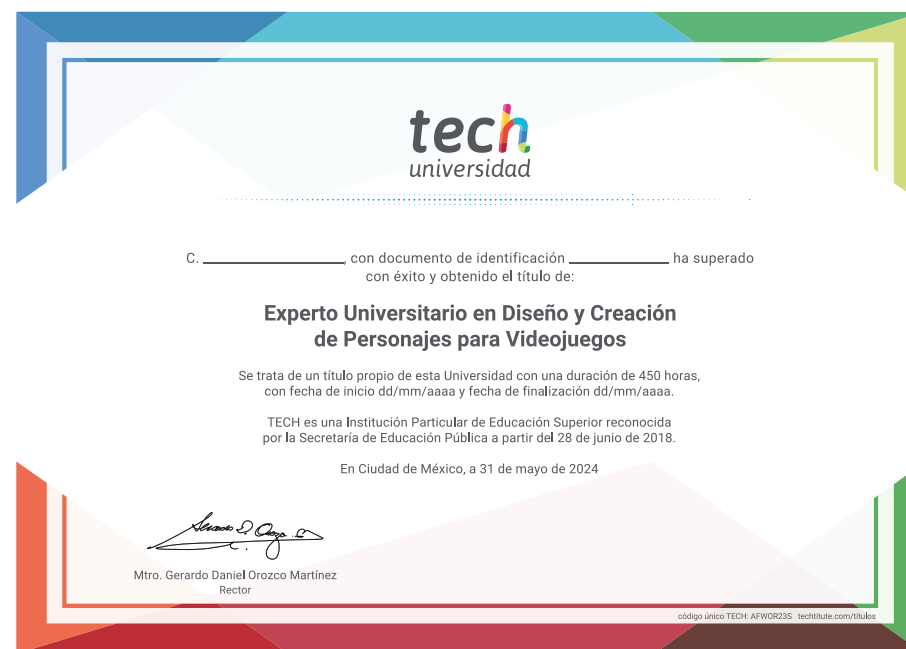 tech
universidad
C. ____________, con documento de identificación ____________ ha superado
con éxito y obtenido el título de:
Experto Universitario en Diseño y Creación
de Personajes para Videojuegos
Se trata de un título propio de esta Universidad con una duración de 450 horas,
con fecha de inicio dd/mm/aaaa y fecha de finalización dd/mm/aaaa.
TECH es una Institución Particular de Educación Superior reconocida
por la Secretaría de Educación Pública a partir del 28 de junio de 2018.
En Ciudad de México, a 31 de mayo de 2024
Mtro. Gerardo Daniel Orozco Martínez
Rector
código único TECH: AFWOR23S techtitute.com/titulos